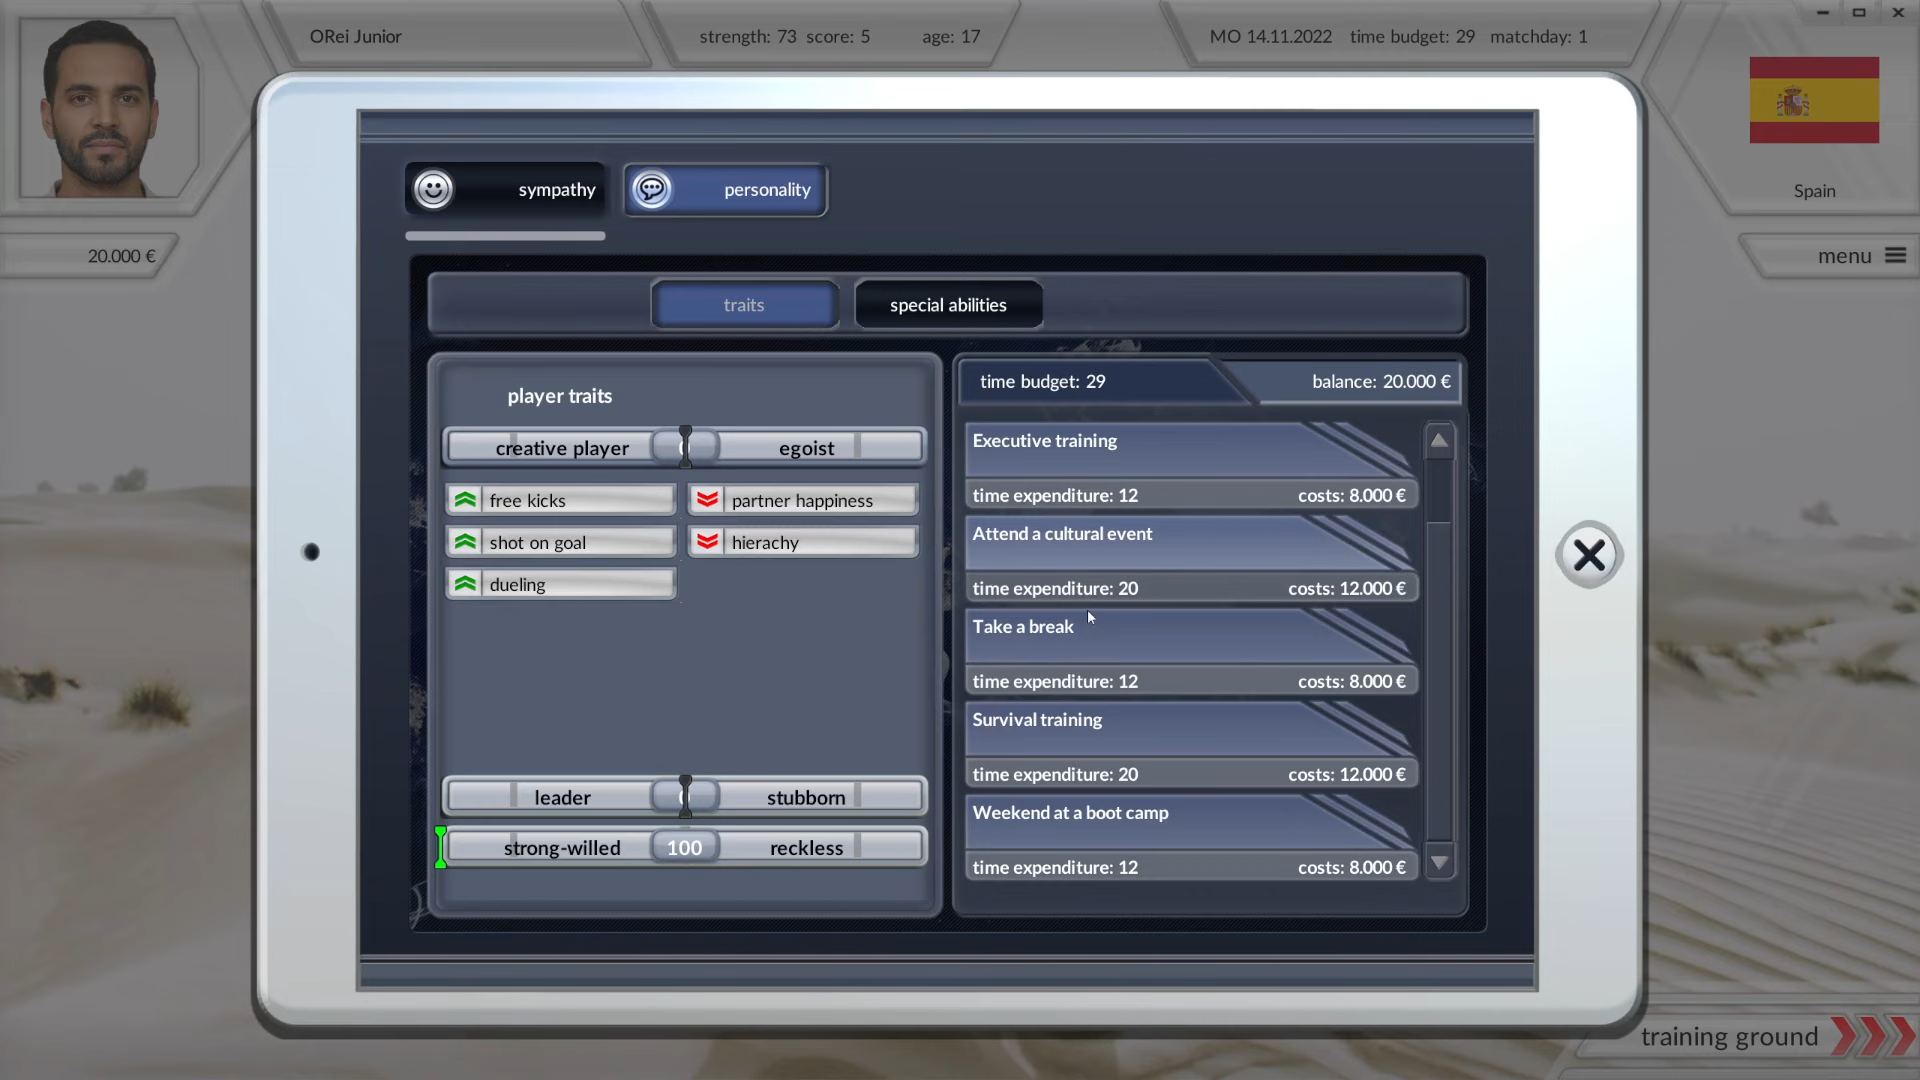 ORei Junior
strength: 73 score: 5 age: 17
MO 14.11.2022 time budget: 29 matchday: 1
Spain
20.000 €
menu
sympathy
personality
traits
special abilities
player traits
creative player
egoist
free kicks
partner happiness
shot on goal
hierachy
dueling
leader
stubborn
strong-willed 100 reckless
time budget: 29
balance: 20.000 €
Executive training
time expenditure: 12 costs: 8.000 €
Attend a cultural event
time expenditure: 20 costs: 12.000 €
Take a break
time expenditure: 12 costs: 8.000 €
Survival training
time expenditure: 20 costs: 12.000 €
Weekend at a boot camp
time expenditure: 12 costs: 8.000 €
training ground